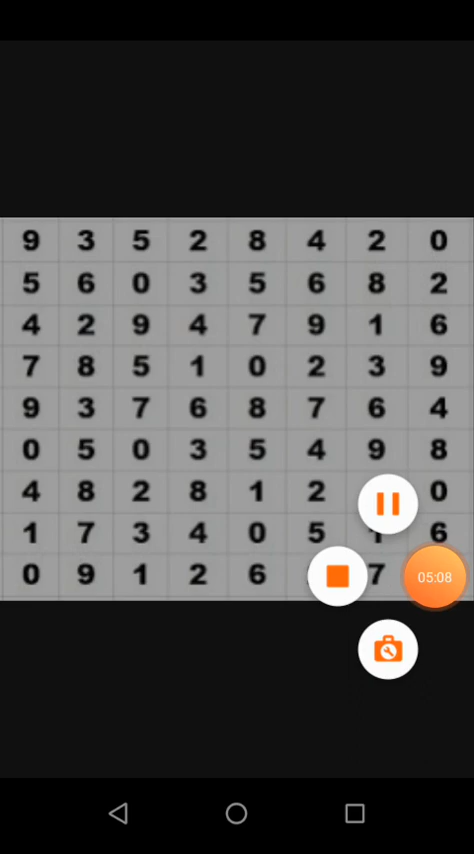 9 3 5 2 8 4 2 0
5 6 0 3 5 6 8 2
4 2 9 4 7 9 1 6
7 8 5 1 0 2 3 9
9 3 7 6 8 7 6 4
0 5 0 3 5 4 9 8
4 8 2 8 1 2 0
1 7 3 4 0 5 1 6
0 9 1 2 6 7
05:08